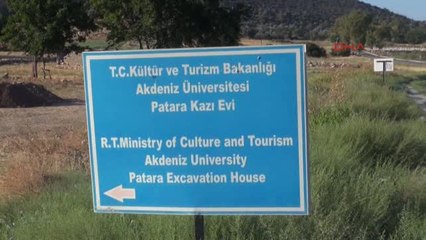 T.C.Kültür ve Turizm Bakanlığı
Akdeniz Üniversitesi
Patara Kazı Evi
R.T.Ministry of Culture and Tourism
Akdeniz University
Patara Excavation House